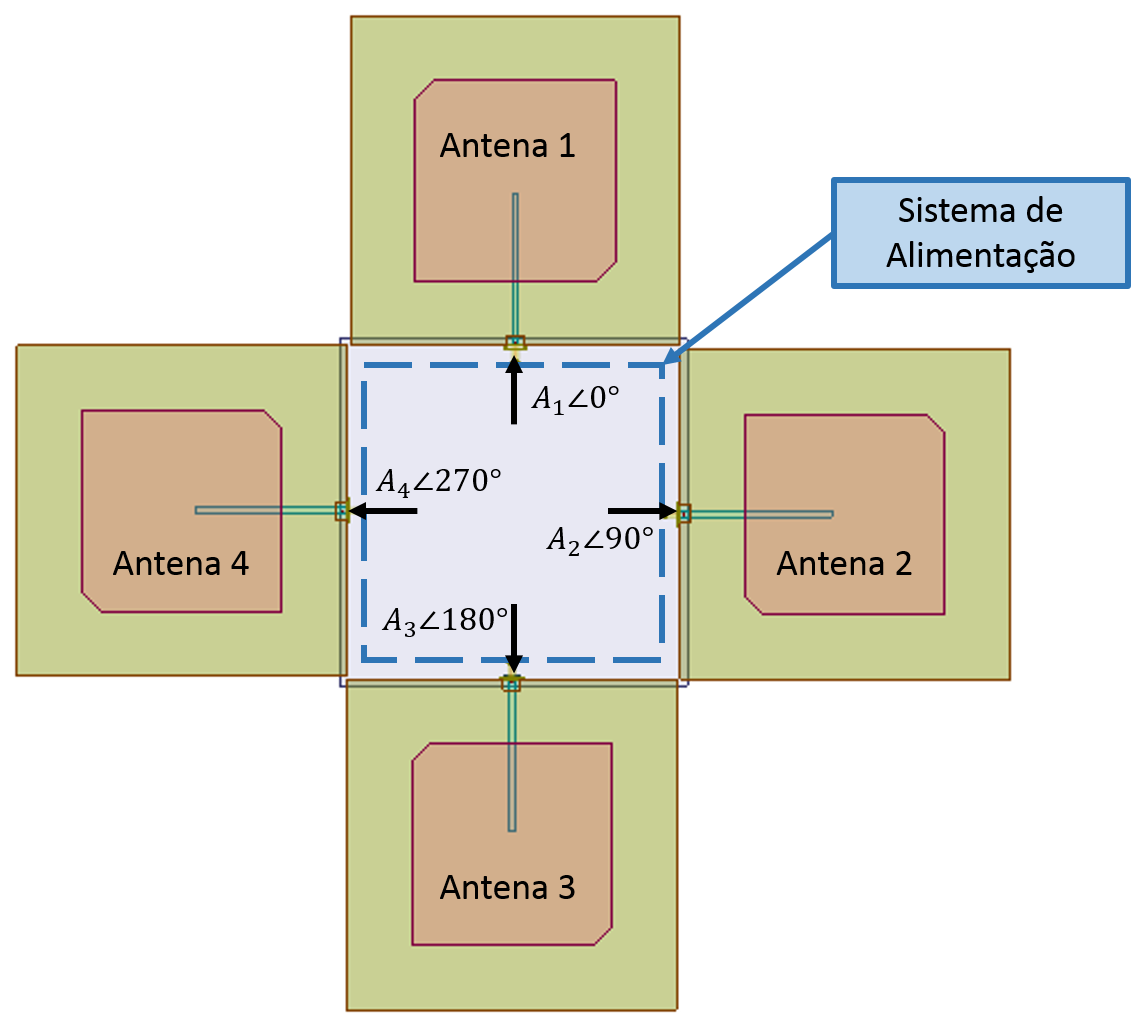 Antena 1
Sistema de
Alimentação
A₁∠0°
A₄∠270°
A₂∠90°
Antena 4
Antena 2
A₃∠180°
Antena 3